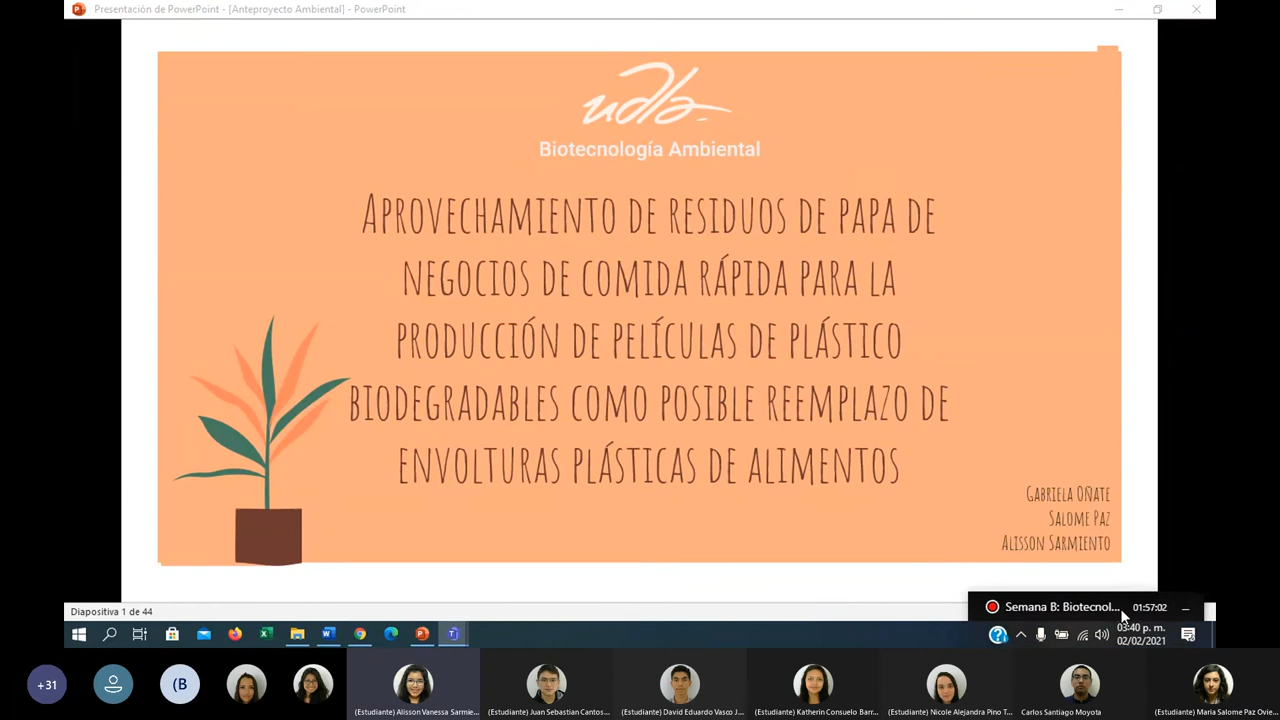 Presentación de PowerPoint - [Anteproyecto Ambiental] - PowerPoint
udla-
Biotecnología Ambiental
Aprovechamiento de residuos de papa de
negocios de comida rápida para la
producción de películas de plástico
biodegradables como posible reemplazo de
envolturas plásticas de alimentos
Gabriela Oñate
Salome Paz
Alisson Sarmiento
Diapositiva 1 de 44
Semana B: Biotecnol... 01:57:02
03:40 p. m.
02/02/2021
+31
(B
(Estudiante) Alisson Vanessa Sarmie...
(Estudiante) Juan Sebastian Cantos...
(Estudiante) David Eduardo Vasco J...
(Estudiante) Katherin Consuelo Barr...
(Estudiante) Nicole Alejandra Pino T...
Carlos Santiago Moyota
(Estudiante) Maria Salome Paz Ovie...